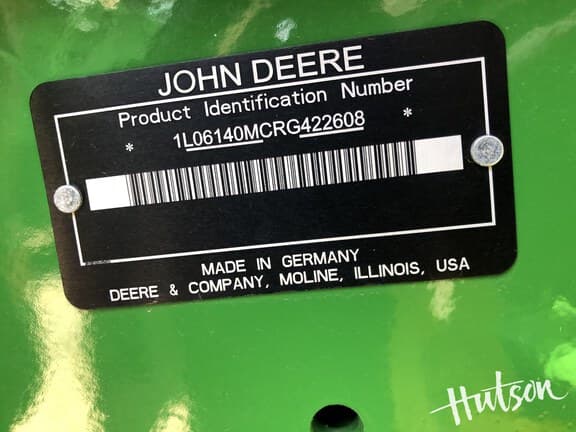 JOHN DEERE
Product Identification Number
* 1L06140MCRG422608 *
MADE IN GERMANY
DEERE & COMPANY, MOLINE, ILLINOIS, USA
Hutson